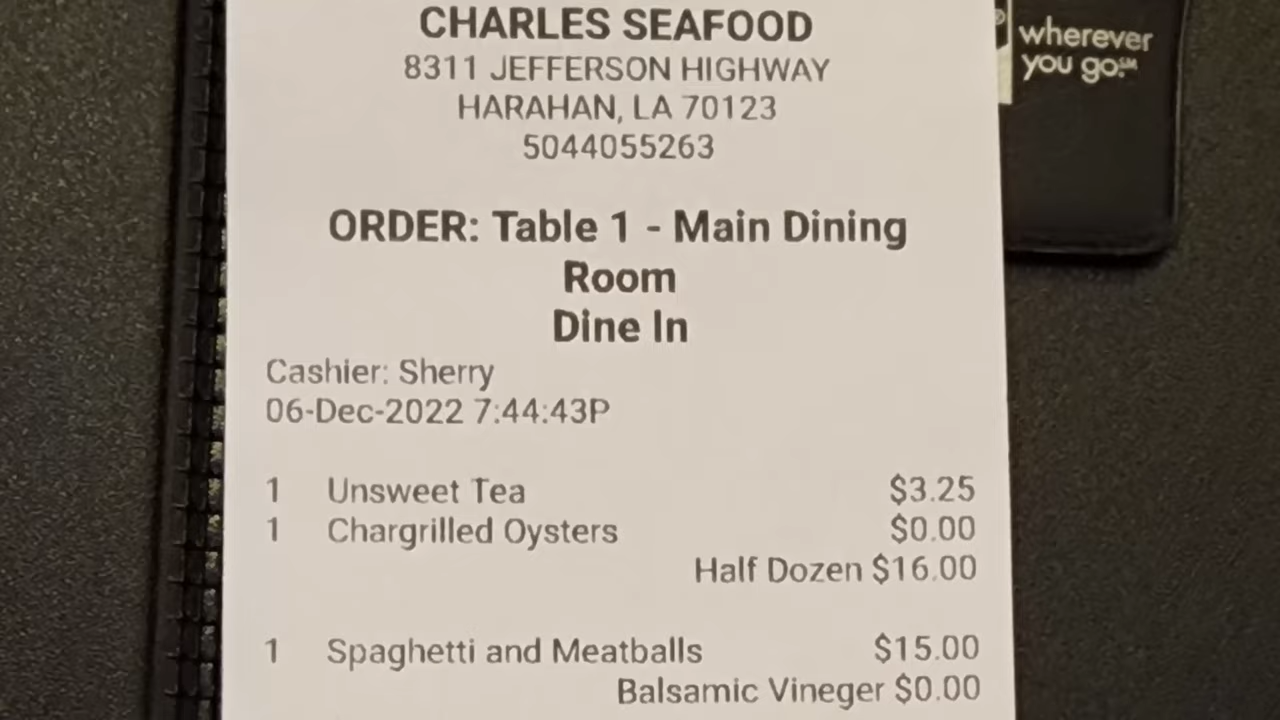 CHARLES SEAFOOD
8311 JEFFERSON HIGHWAY
HARAHAN, LA 70123
5044055263
wherever
you go.℠
ORDER: Table 1 - Main Dining
Room
Dine In
Cashier: Sherry
06-Dec-2022 7:44:43P
1 Unsweet Tea $3.25
1 Chargrilled Oysters $0.00
Half Dozen $16.00
1 Spaghetti and Meatballs $15.00
Balsamic Vineger $0.00